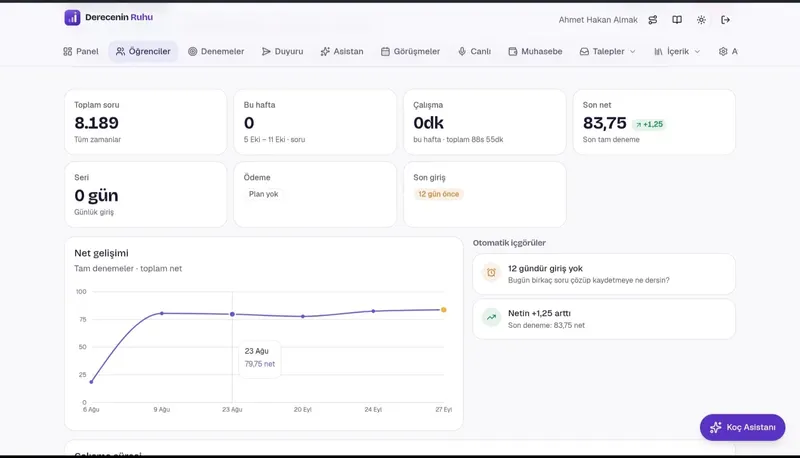 Derecenin Ruhu
Ahmet Hakan Almak
Panel
Öğrenciler
Denemeler
Duyuru
Asistan
Görüşmeler
Canlı
Muhasebe
Talepler
İçerik
A
Toplam soru
8.189
Tüm zamanlar
Bu hafta
0
5 Eki – 11 Eki · soru
Çalışma
0dk
bu hafta · toplam 88s 55dk
Son net
83,75 +1,25
Son tam deneme
Seri
0 gün
Günlük giriş
Ödeme
Plan yok
Son giriş
12 gün önce
Net gelişimi
Tam denemeler · toplam net
100
75
50
25
0
23 Ağu
79,75 net
6 Ağu
9 Ağu
23 Ağu
20 Eyl
24 Eyl
27 Eyl
Otomatik içgörüler
12 gündür giriş yok
Bugün birkaç soru çözüp kaydetmeye ne dersin?
Netin +1,25 arttı
Son deneme: 83,75 net
Koç Asistanı